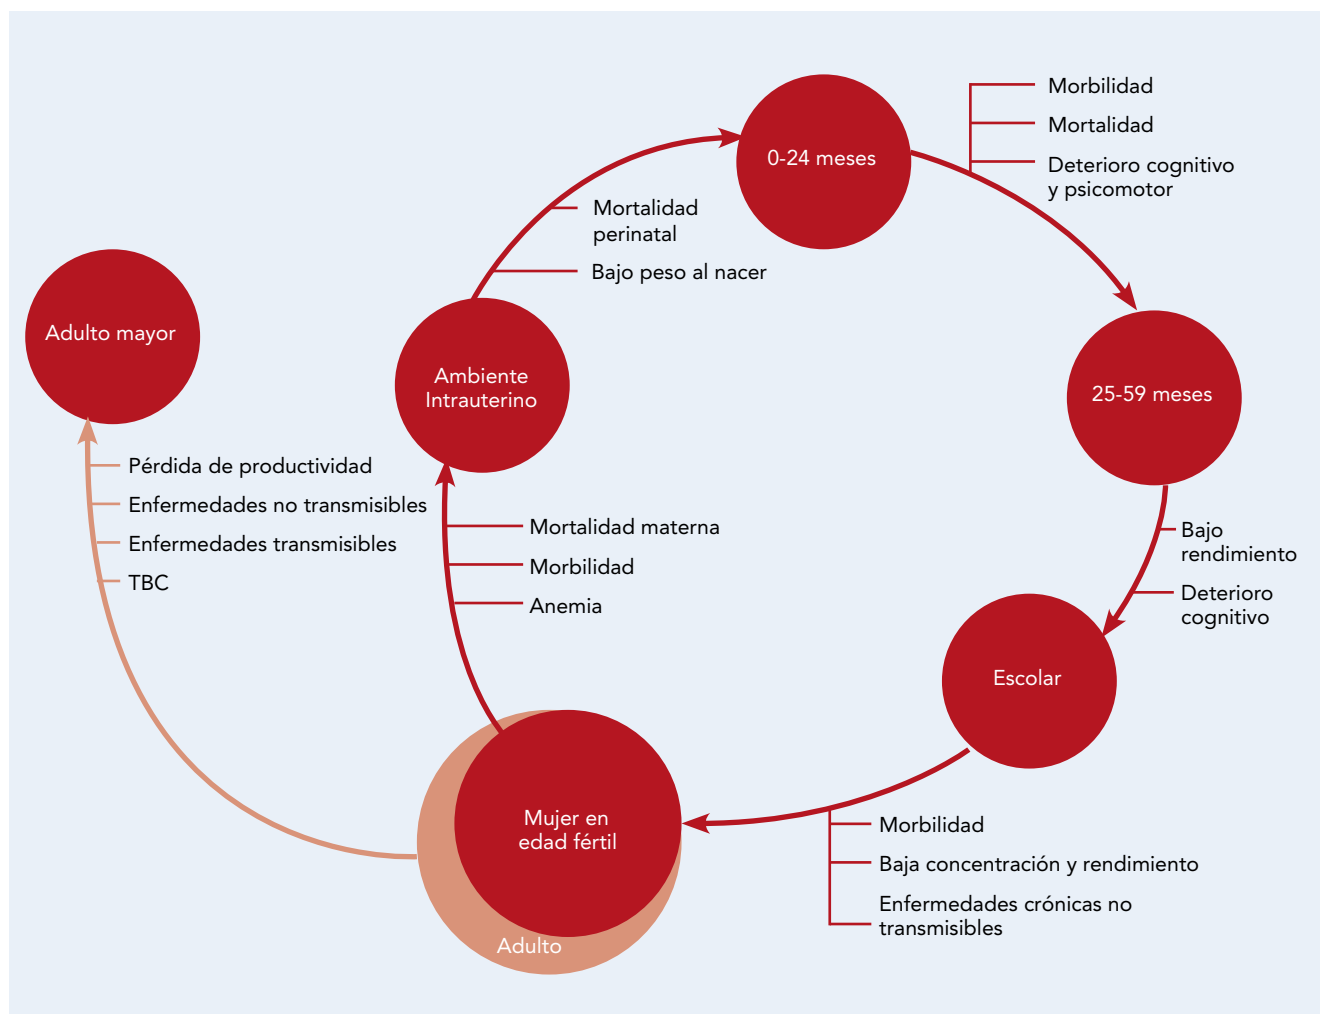 0-24 meses
Morbilidad
Mortalidad
Deterioro cognitivo
y psicomotor
Mortalidad
perinatal
Bajo peso al nacer
Adulto mayor
Ambiente
Intrauterino
25-59 meses
Pérdida de productividad
Enfermedades no transmisibles
Enfermedades transmisibles
TBC
Mortalidad materna
Morbilidad
Anemia
Bajo
rendimiento
Deterioro
cognitivo
Escolar
Mujer en
edad fértil
Adulto
Morbilidad
Baja concentración y rendimiento
Enfermedades crónicas no
transmisibles